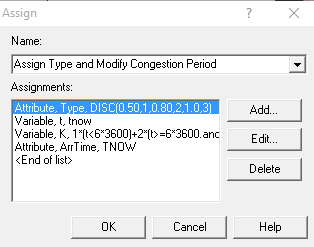 Assign
Name:
Assign Type and Modify Congestion Period
Assignments:
Attribute, Type, DISC(0.50,1,0.80,2,1.0,3)
Variable, t, tnow
Variable, K, 1*(t<6*3600)+2*(t>=6*3600.anc
Attribute, ArrTime, TNOW
<End of list>
Add...
Edit...
Delete
OK
Cancel
Help